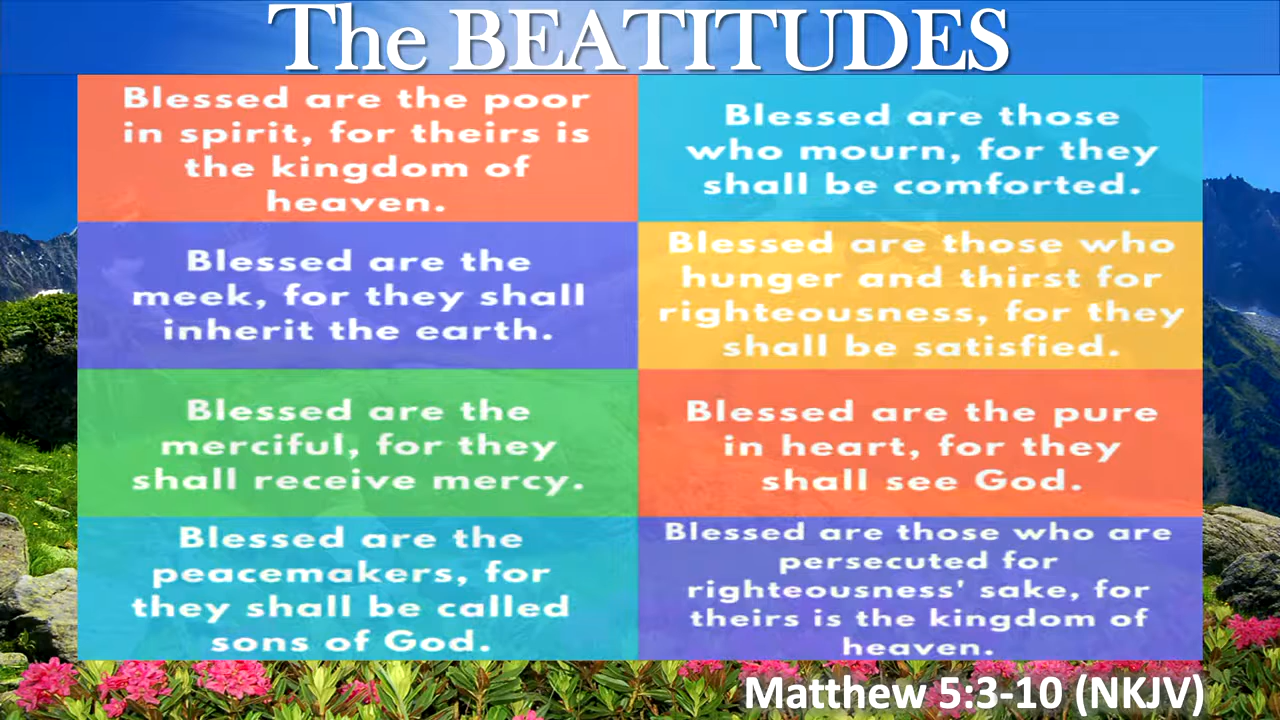 The BEATITUDES
Blessed are the poor
in spirit, for theirs is
the kingdom of
heaven.
Blessed are those
who mourn, for they
shall be comforted.
Blessed are the
meek, for they shall
inherit the earth.
Blessed are those who
hunger and thirst for
righteousness, for they
shall be satisfied.
Blessed are the
merciful, for they
shall receive mercy.
Blessed are the pure
in heart, for they
shall see God.
Blessed are the
peacemakers, for
they shall be called
sons of God.
Blessed are those who are
persecuted for
righteousness' sake, for
theirs is the kingdom of
heaven.
Matthew 5:3-10 (NKJV)